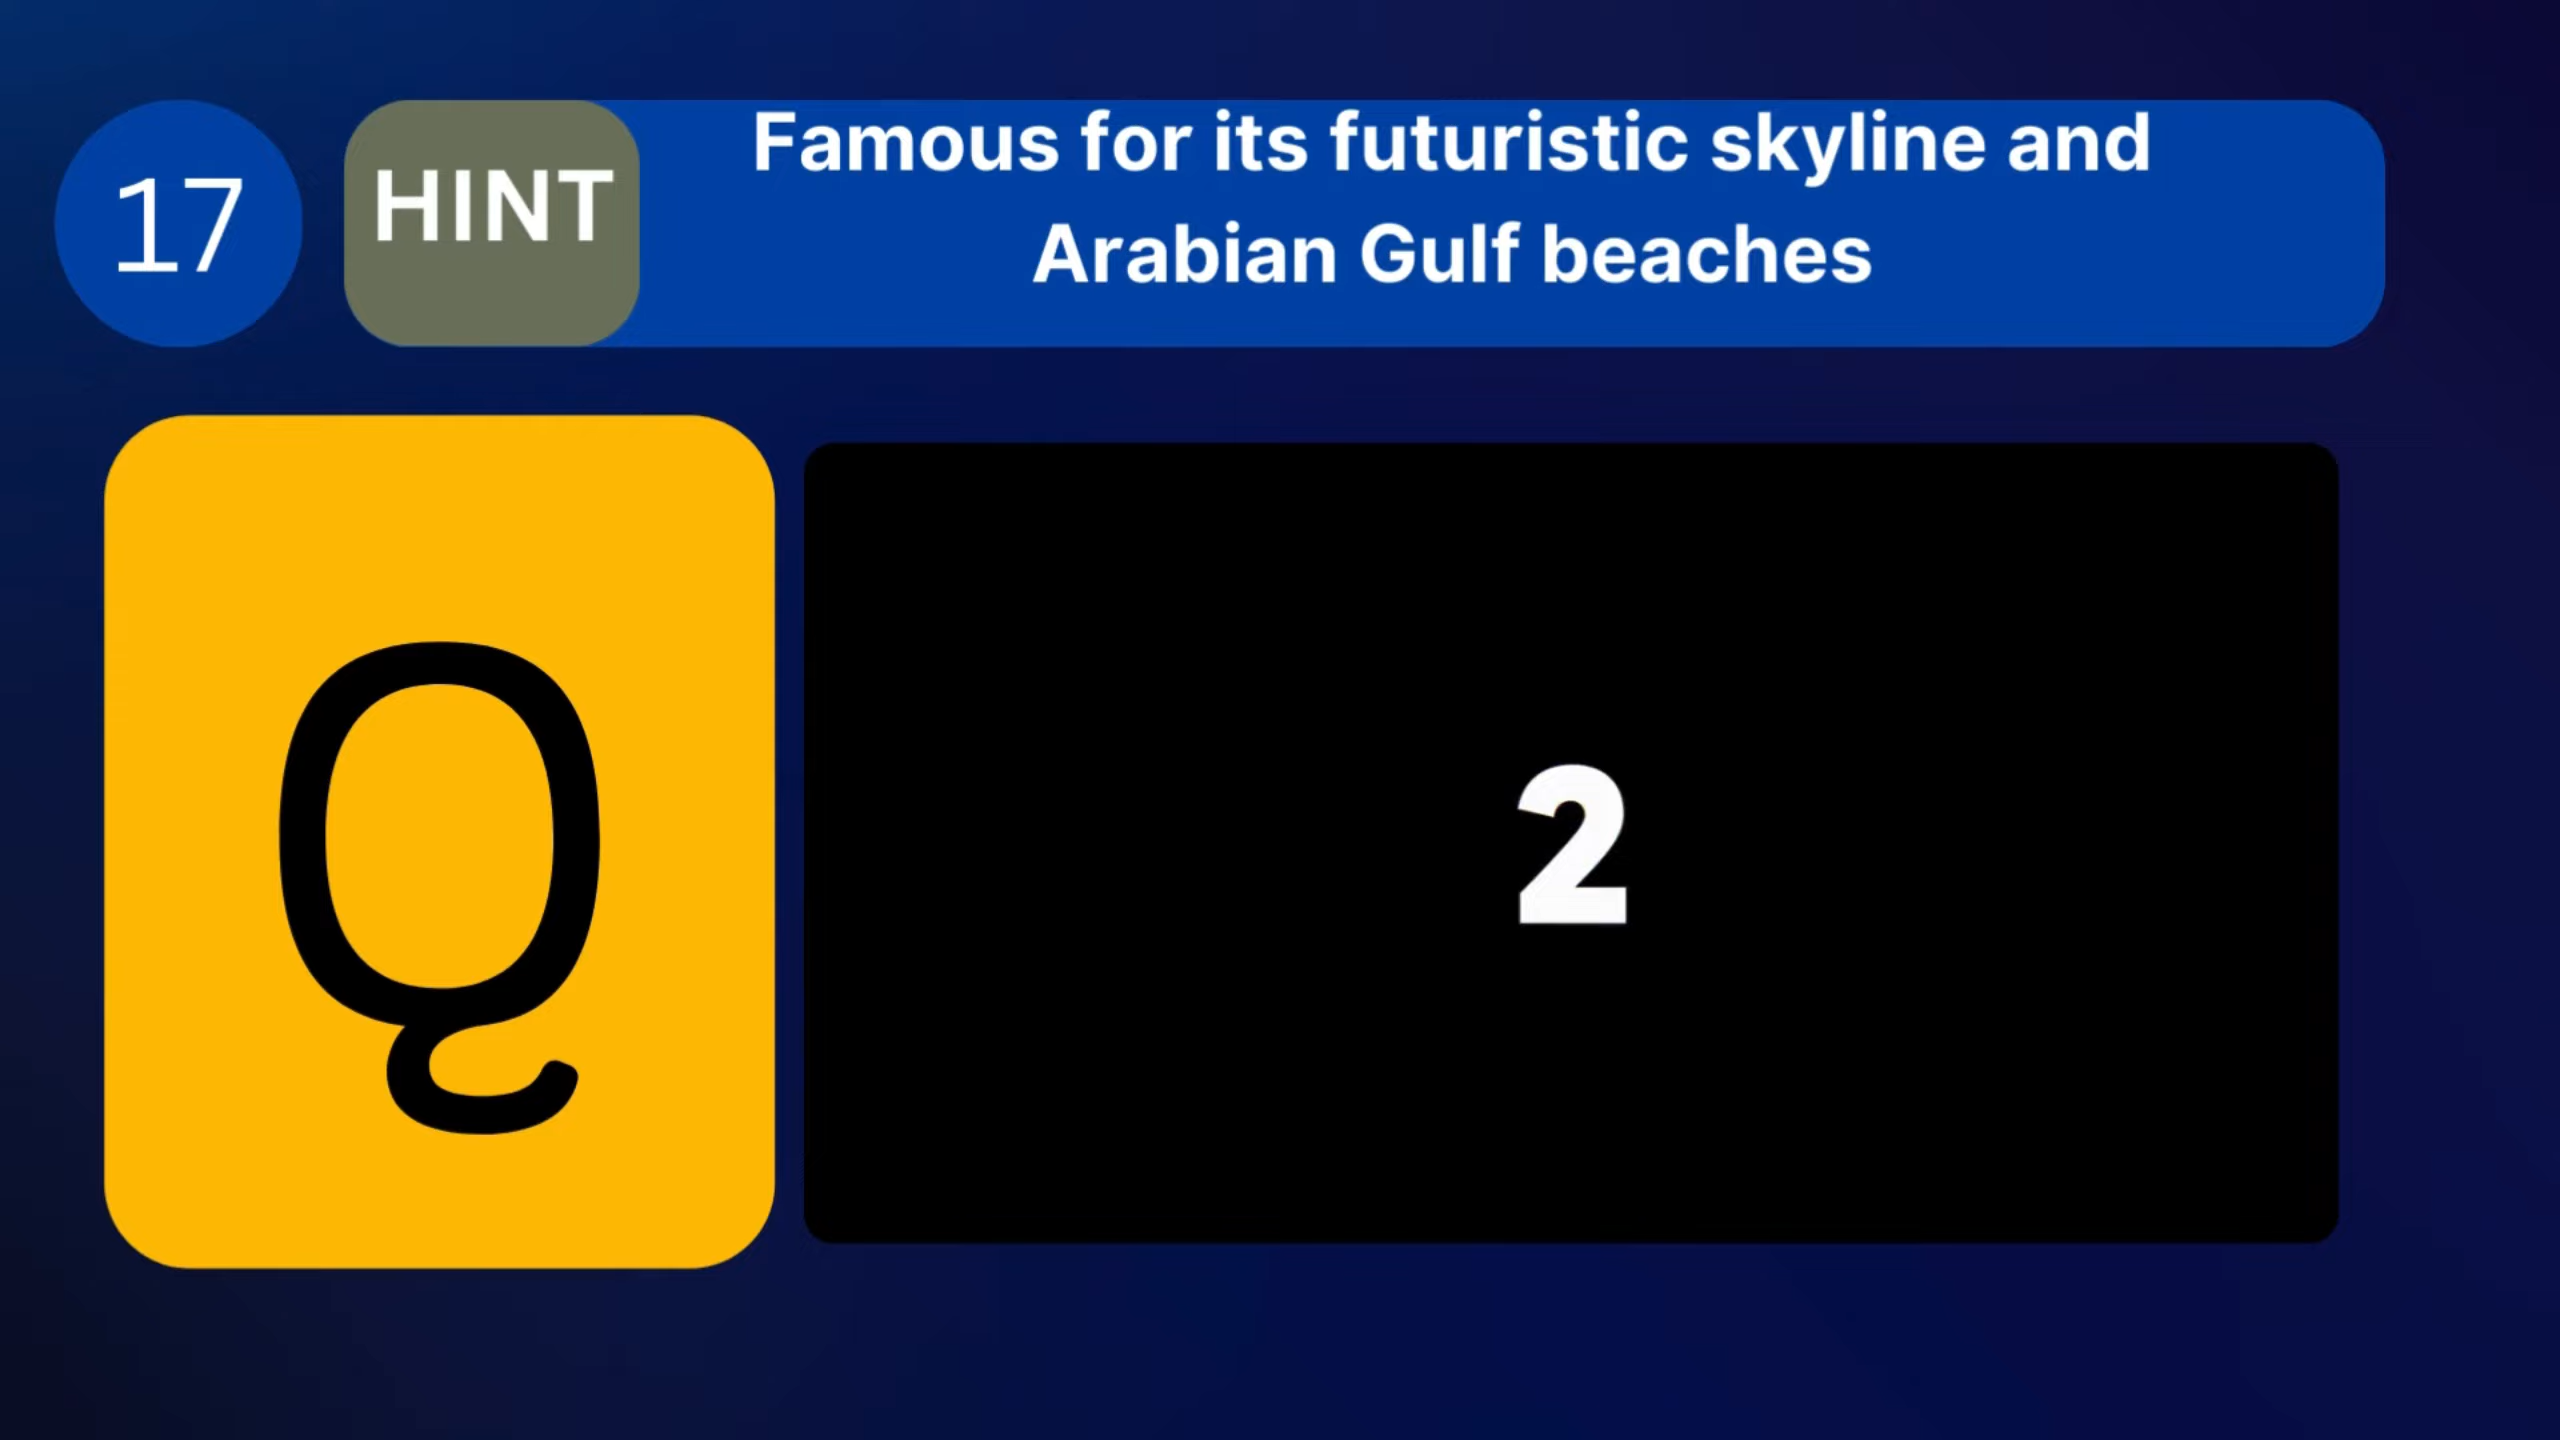 17
HINT
Famous for its futuristic skyline and
Arabian Gulf beaches
Q
2